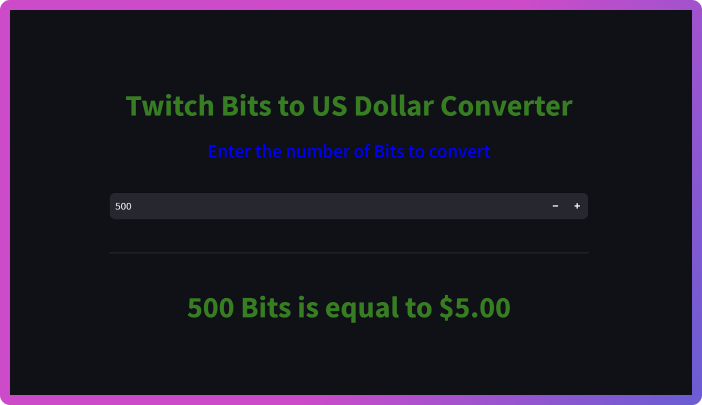 Twitch Bits to US Dollar Converter
Enter the number of Bits to convert
500 − +
500 Bits is equal to $5.00